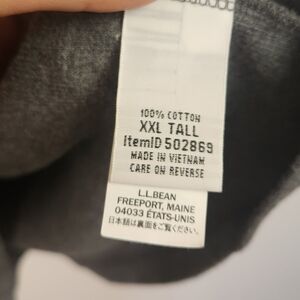 100% COTTON
XXL TALL
ItemID 502869
MADE IN VIETNAM
CARE ON REVERSE
L.L.BEAN
FREEPORT, MAINE
04033 ÉTATS-UNIS
日本語は裏面をご覧ください。